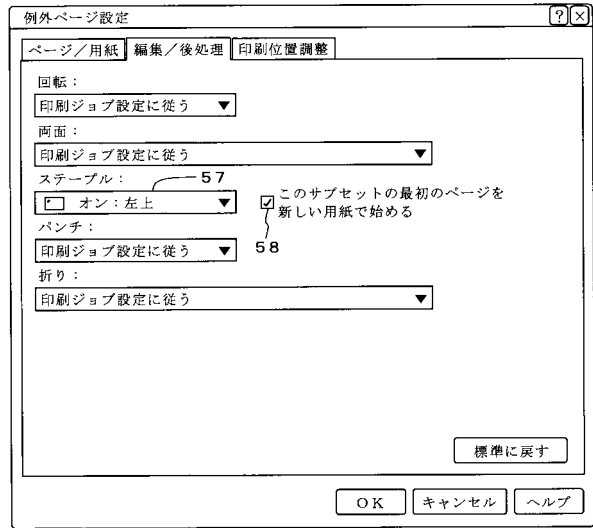 例外ページ設定
?×
ページ／用紙 編集／後処理 印刷位置調整
回転：
印刷ジョブ設定に従う ▼
両面：
印刷ジョブ設定に従う ▼
ステープル： 57
オン：左上 ▼
このサブセットの最初のページを
新しい用紙で始める
58
パンチ：
印刷ジョブ設定に従う ▼
折り：
印刷ジョブ設定に従う ▼
標準に戻す
OK キャンセル ヘルプ